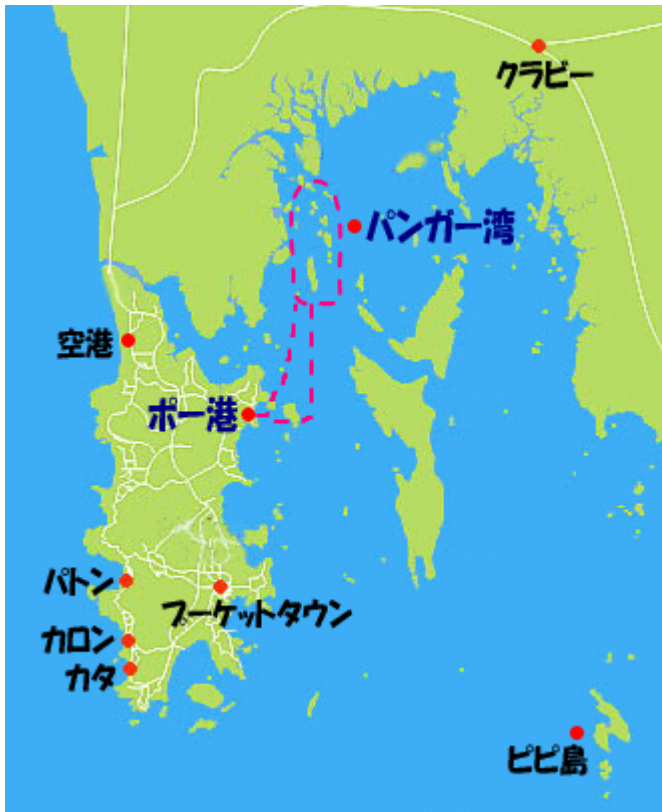 クラビー
パンガー湾
空港
ポー港
パトン
プーケットタウン
カロン
カタ
ピピ島